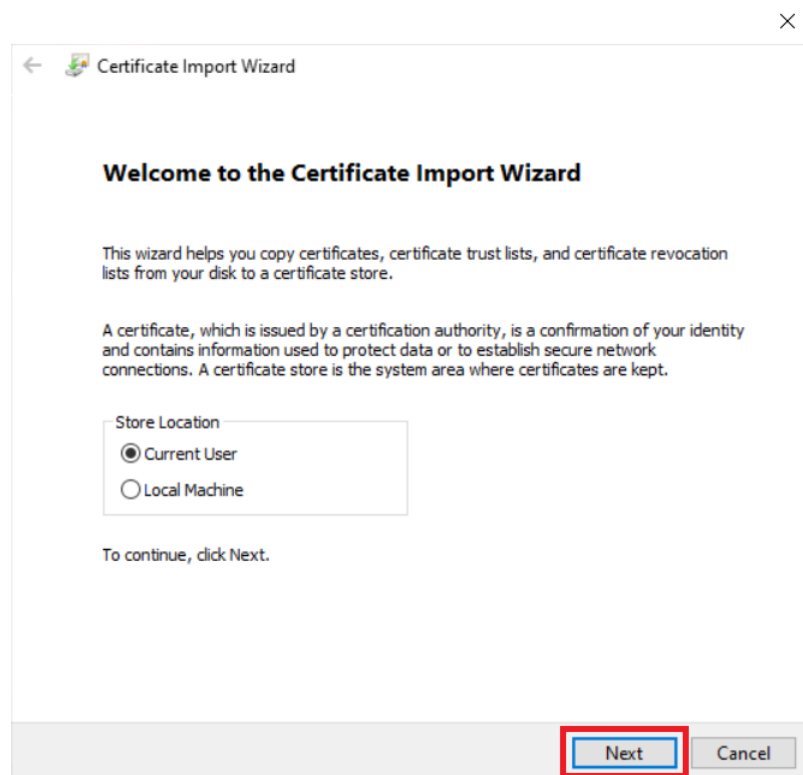 Certificate Import Wizard
Welcome to the Certificate Import Wizard
This wizard helps you copy certificates, certificate trust lists, and certificate revocation
lists from your disk to a certificate store.
A certificate, which is issued by a certification authority, is a confirmation of your identity
and contains information used to protect data or to establish secure network
connections. A certificate store is the system area where certificates are kept.
Store Location
Current User
Local Machine
To continue, click Next.
Next
Cancel